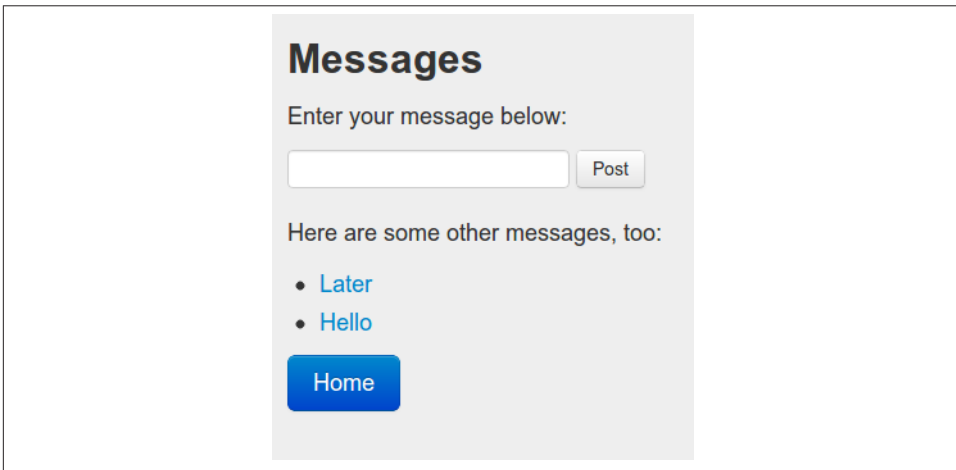 Messages
Enter your message below:
Post
Here are some other messages, too:
Later
Hello
Home